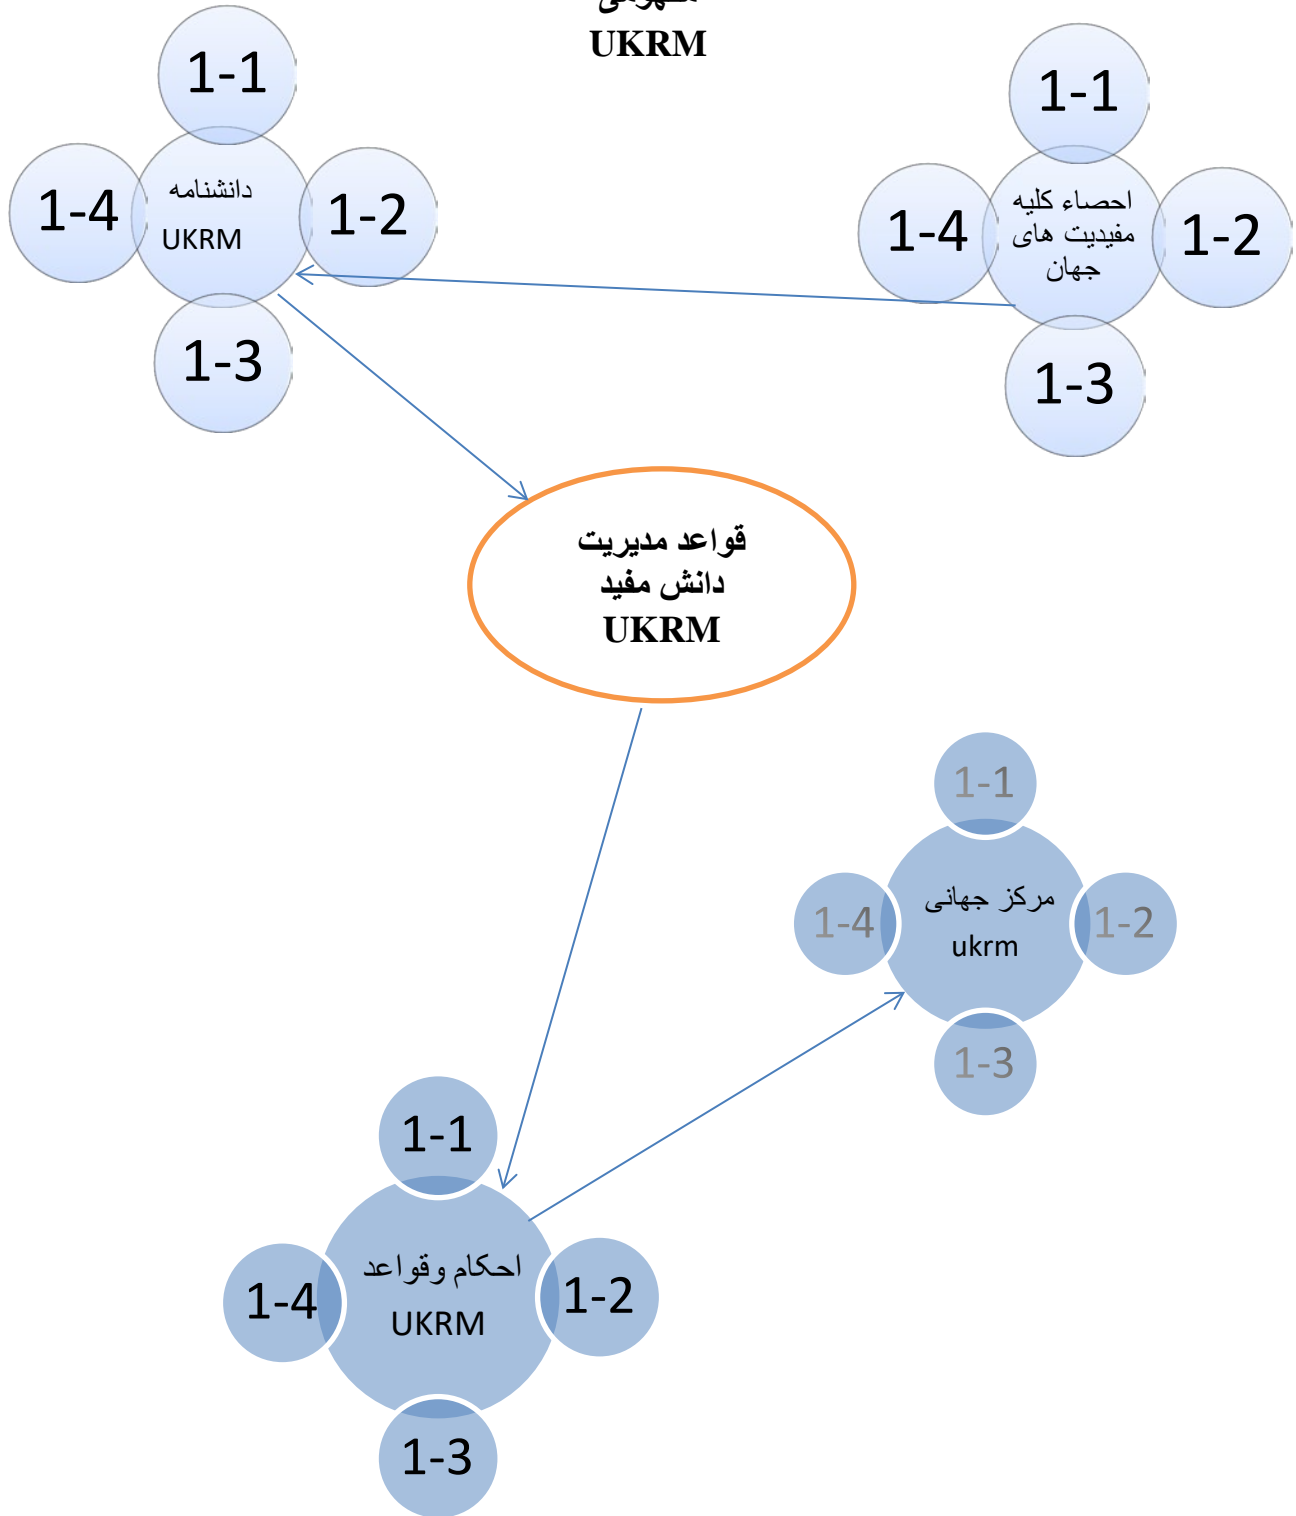 UKRM
1-1
1-4
دانشنامه
UKRM
1-2
1-3
1-1
1-4
احصاء کلیه
مفیدیت های
جهان
1-2
1-3
قواعد مدیریت
دانش مفید
UKRM
1-1
1-4
مرکز جهانی
ukrm
1-2
1-3
1-1
1-4
احکام وقواعد
UKRM
1-2
1-3